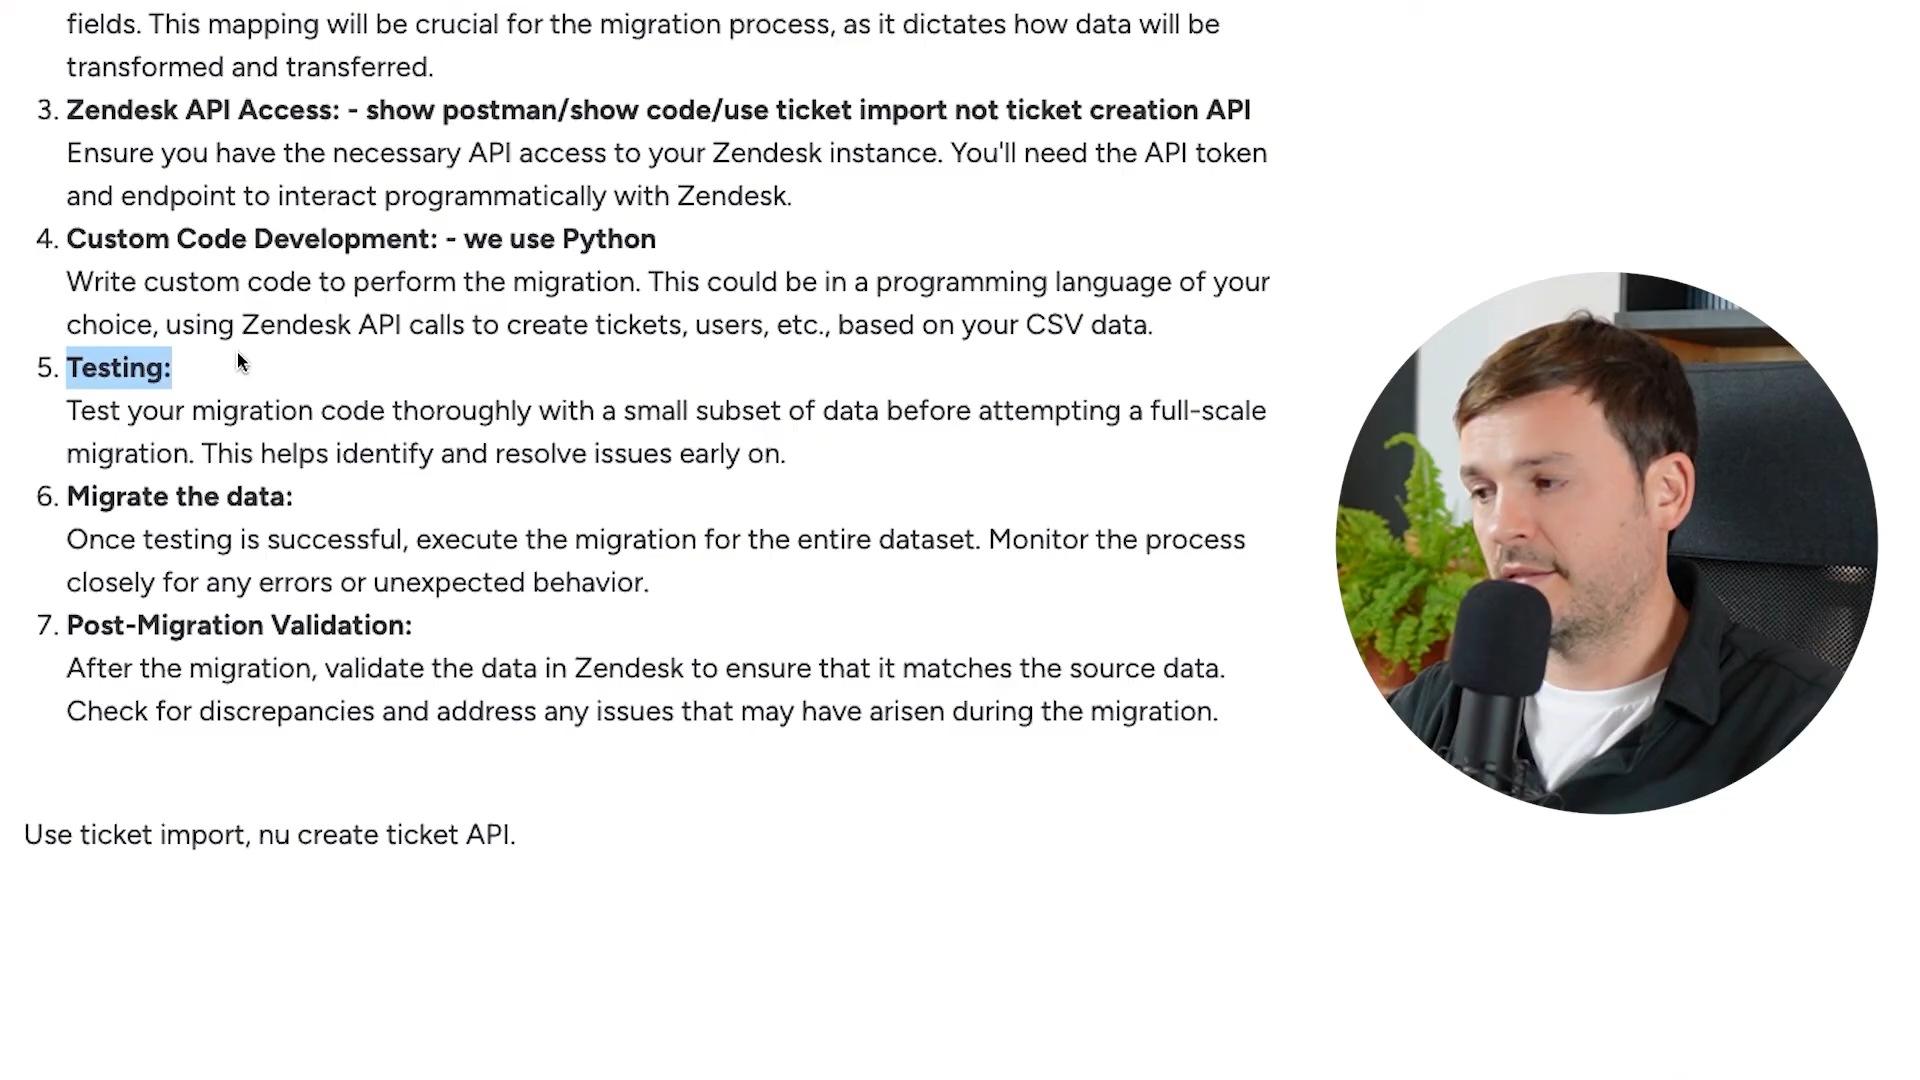 fields. This mapping will be crucial for the migration process, as it dictates how data will be
transformed and transferred.
3. Zendesk API Access: - show postman/show code/use ticket import not ticket creation API
Ensure you have the necessary API access to your Zendesk instance. You'll need the API token
and endpoint to interact programmatically with Zendesk.
4. Custom Code Development: - we use Python
Write custom code to perform the migration. This could be in a programming language of your
choice, using Zendesk API calls to create tickets, users, etc., based on your CSV data.
5. Testing:
Test your migration code thoroughly with a small subset of data before attempting a full-scale
migration. This helps identify and resolve issues early on.
6. Migrate the data:
Once testing is successful, execute the migration for the entire dataset. Monitor the process
closely for any errors or unexpected behavior.
7. Post-Migration Validation:
After the migration, validate the data in Zendesk to ensure that it matches the source data.
Check for discrepancies and address any issues that may have arisen during the migration.
Use ticket import, nu create ticket API.